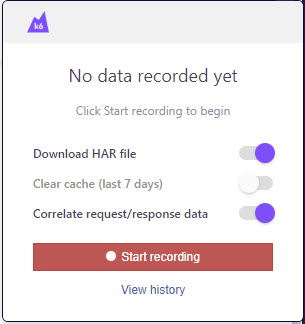 k6
No data recorded yet
Click Start recording to begin
Download HAR file
Clear cache (last 7 days)
Correlate request/response data
Start recording
View history